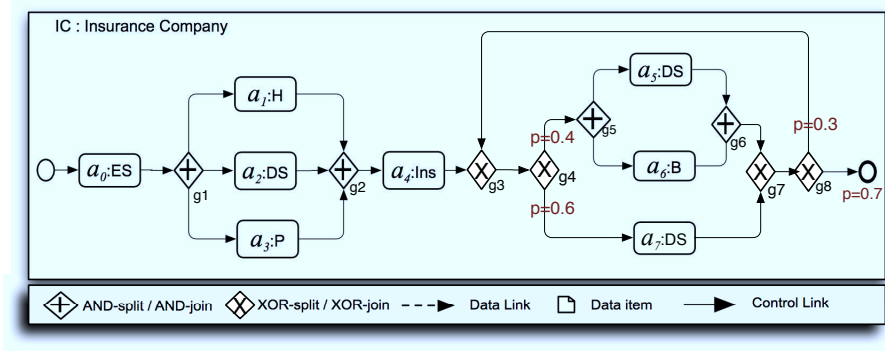 IC : Insurance Company
a1:H
a5:DS
p=0.3
p=0.4
g5
g6
a0:ES
g1
a2:DS
g2
a4:Ins
g3
g4
a6:B
g7
g8
p=0.7
p=0.6
a3:P
a7:DS
AND-split / AND-join
XOR-split / XOR-join
Data Link
Data item
Control Link